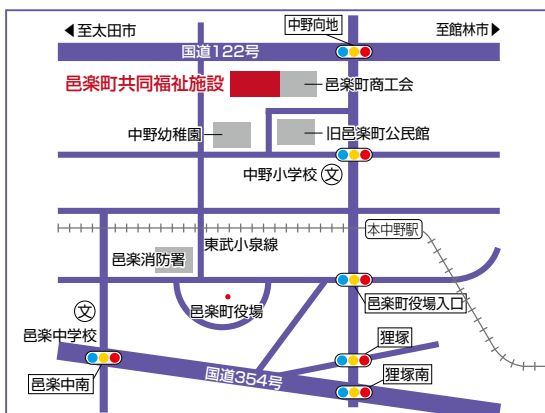 至太田市
中野向地
至館林市
国道122号
邑楽町共同福祉施設
邑楽町商工会
中野幼稚園
旧邑楽町公民館
中野小学校
文
本中野駅
東武小泉線
邑楽消防署
邑楽町役場
邑楽町役場入口
文
邑楽中学校
狸塚
国道354号
邑楽中南
狸塚南